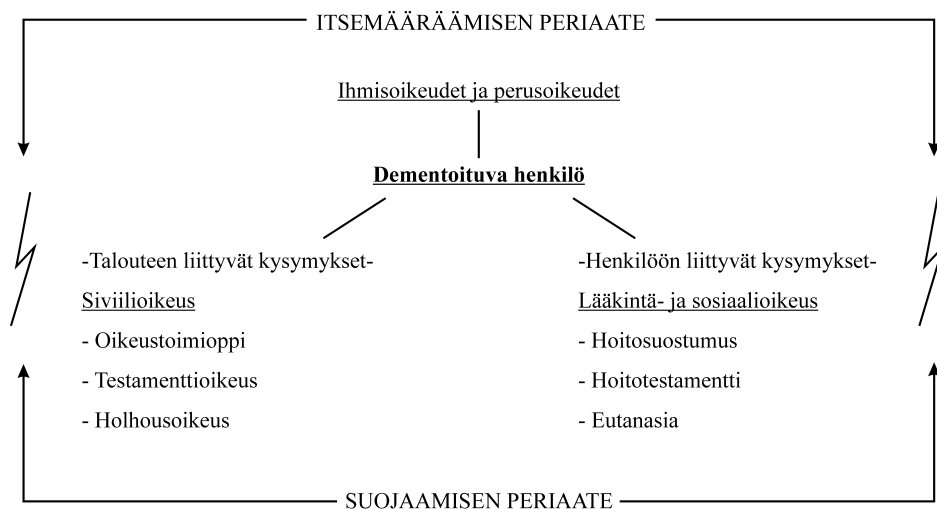 ITSEMÄÄRÄÄMISEN PERIAATE
Ihmisoikeudet ja perusoikeudet
Dementoituva henkilö
-Talouteen liittyvät kysymykset-
Siviilioikeus
- Oikeustoimioppi
- Testamenttioikeus
- Holhousoikeus
-Henkilöön liittyvät kysymykset-
Lääkintä- ja sosiaalioikeus
- Hoitosuostumus
- Hoitotestamentti
- Eutanasia
SUOJAAMISEN PERIAATE